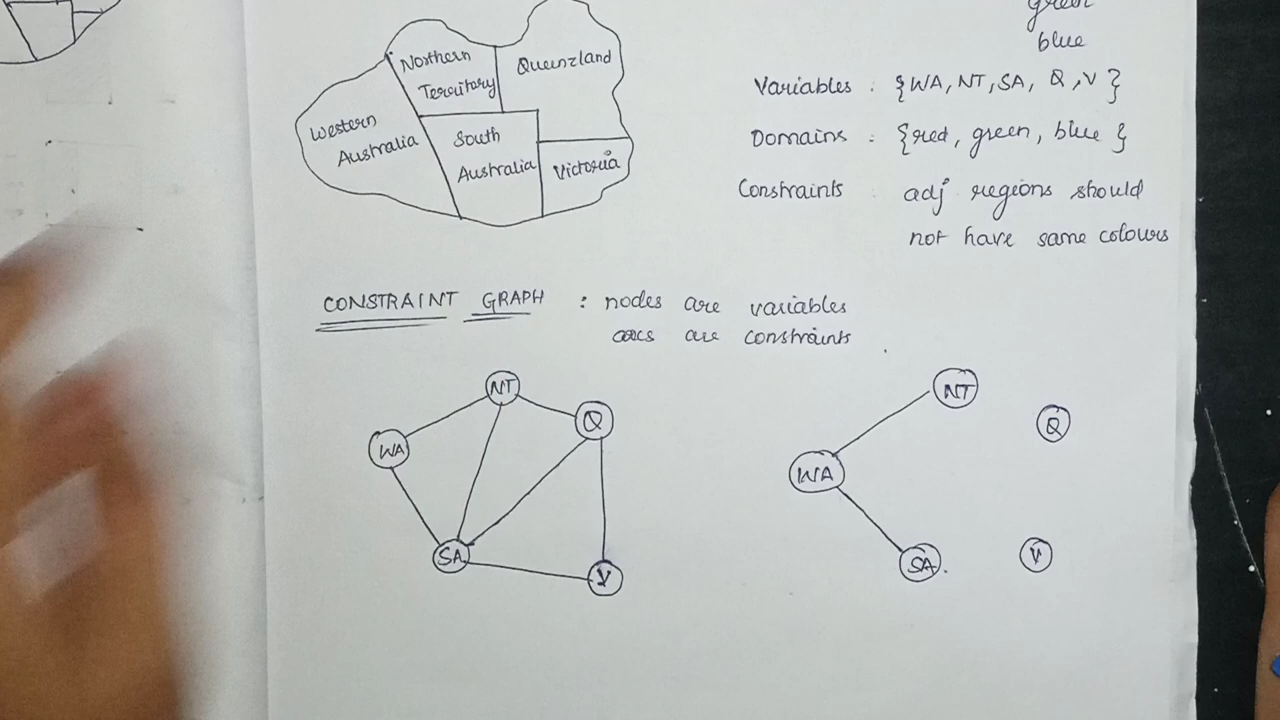 green
blue
Northern
Territory
Queenzland
Western
Australia
South
Australia
Victoria
Variables : {WA, NT, SA, Q, V}
Domains : {red, green, blue}
Constraints : adj regions should
not have same colours
CONSTRAINT GRAPH : nodes are variables
arcs are constraints
NT
Q
WA
SA
V
NT
Q
WA
SA.
V